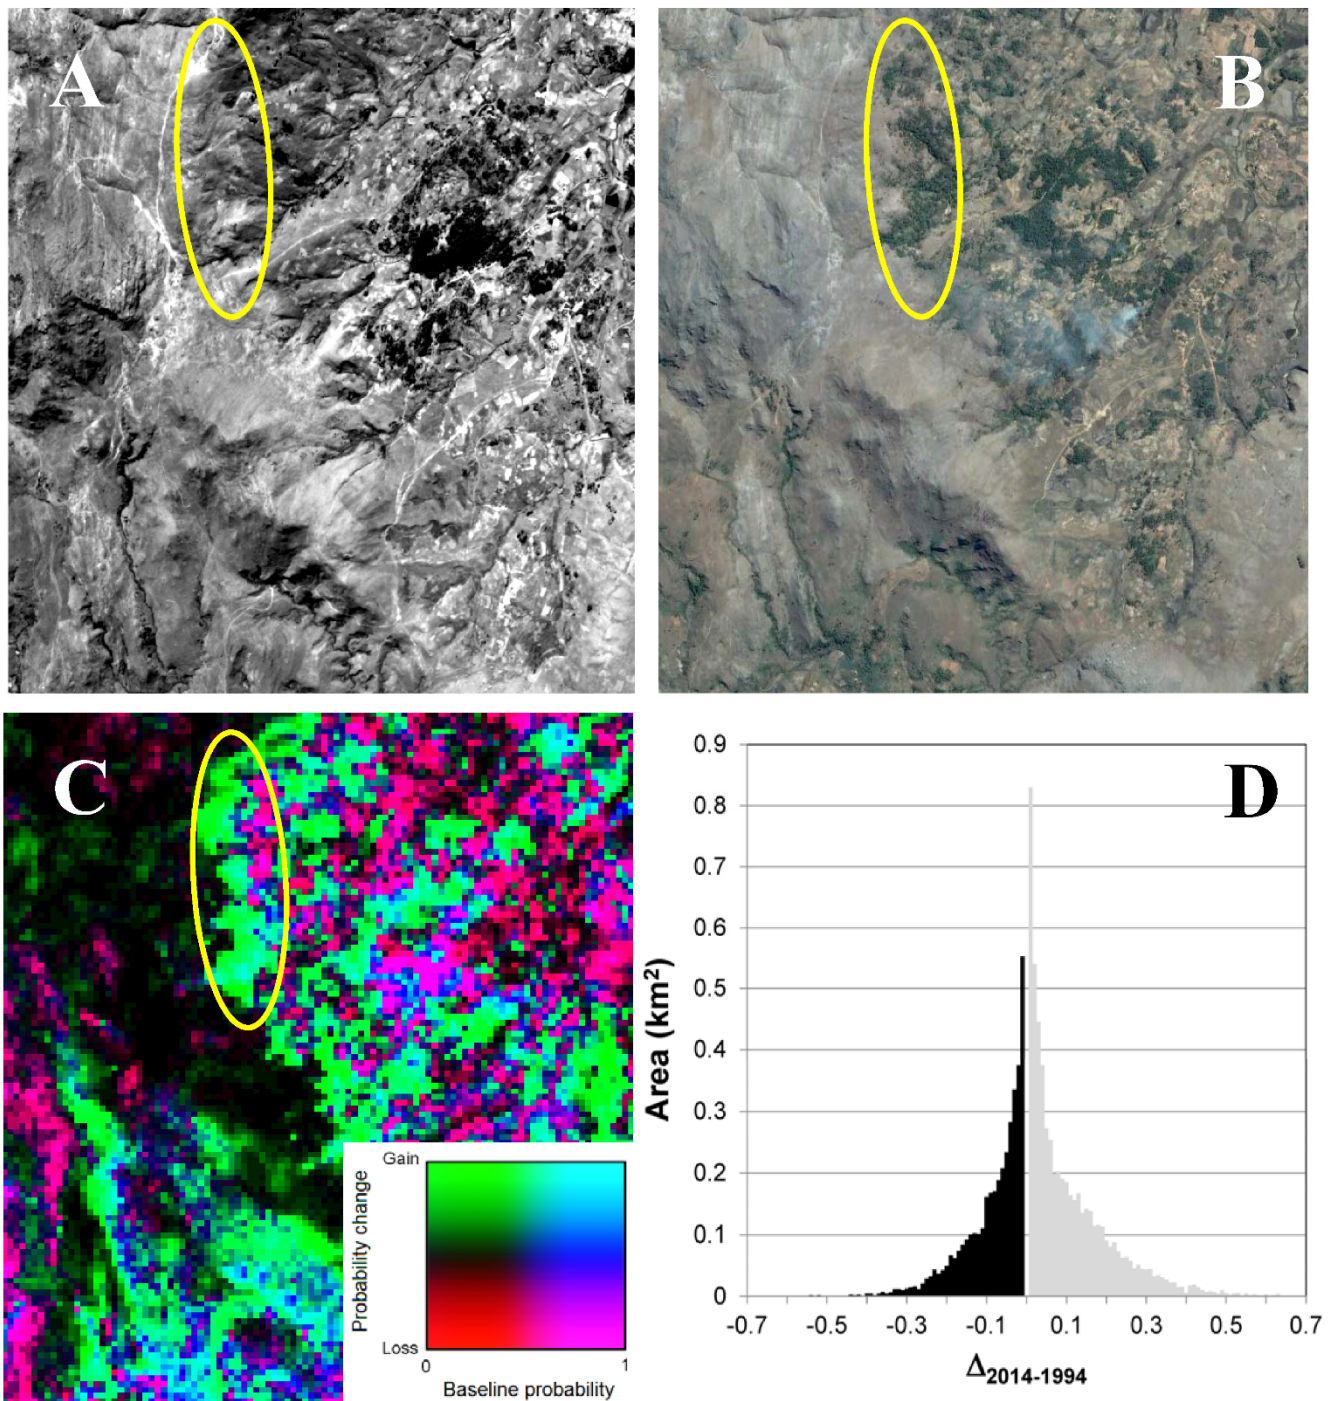 A
B
C
Gain
Probability change
Loss
0
1
Baseline probability
D
0.9
0.8
0.7
0.6
0.5
0.4
0.3
0.2
0.1
0
Area (km²)
-0.7
-0.5
-0.3
-0.1
0.1
0.3
0.5
0.7
Δ2014-1994